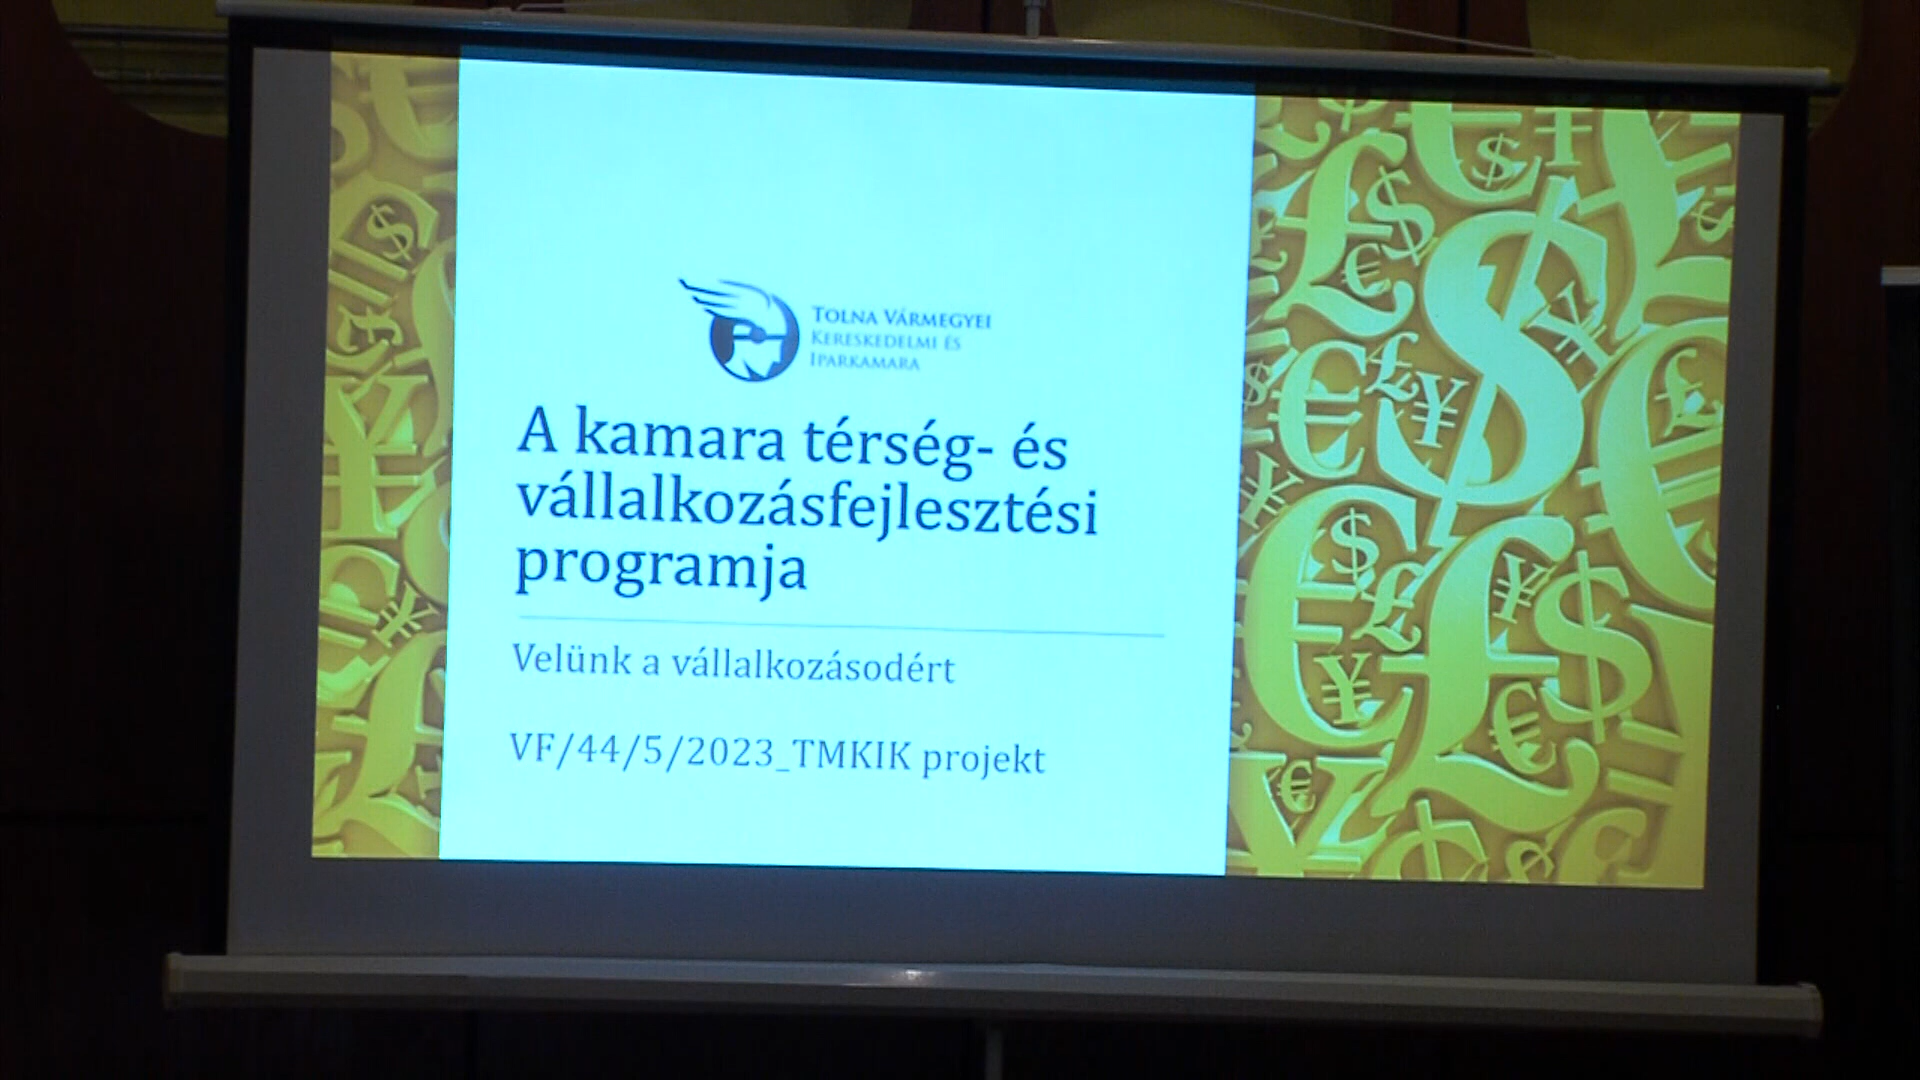 TOLNA VÁRMEGYEI
KERESKEDELMI ÉS
IPARKAMARA
A kamara térség- és
vállalkozásfejlesztési
programja
Velünk a vállalkozásodért
VF/44/5/2023_TMKIK projekt